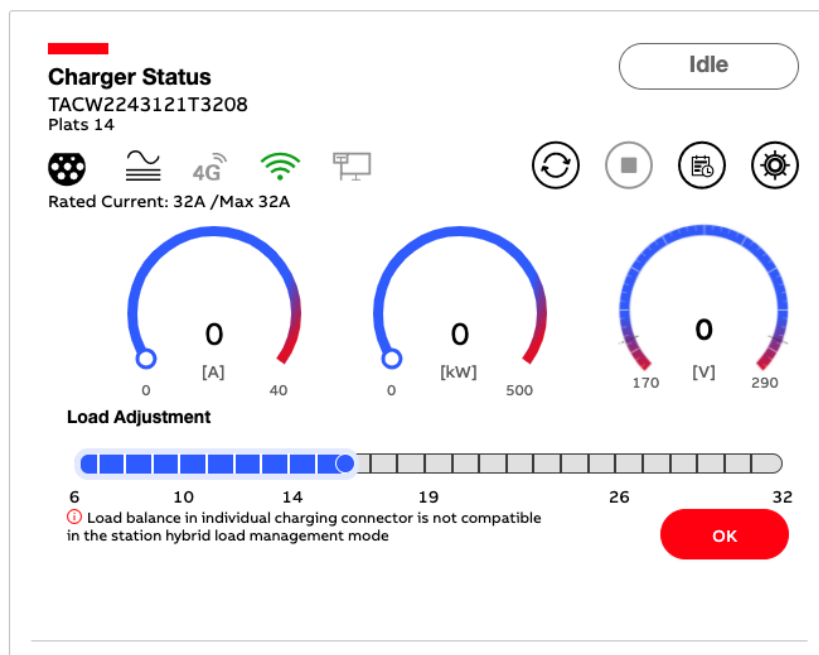 Charger Status
Idle
TACW2243121T3208
Plats 14
4G
Rated Current: 32A /Max 32A
0
[A]
0 40
0
[kW]
0 500
0
[V]
170 290
Load Adjustment
6 10 14 19 26 32
Load balance in individual charging connector is not compatible
in the station hybrid load management mode
OK